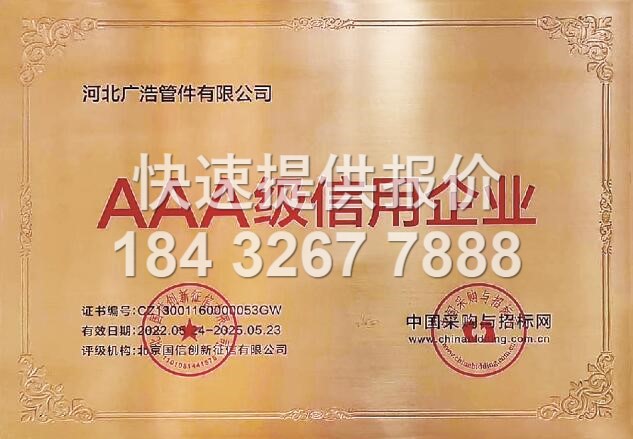 河北广浩管件有限公司
快速提供报价
AAA级信用企业
184 3267 7888
证书编号:CZ13001160000053GW
有效日期:2022.05.24-2025.05.23
评级机构:北京国信创新征信有限公司
中国采购与招标网
www.chinabidding.com.cn